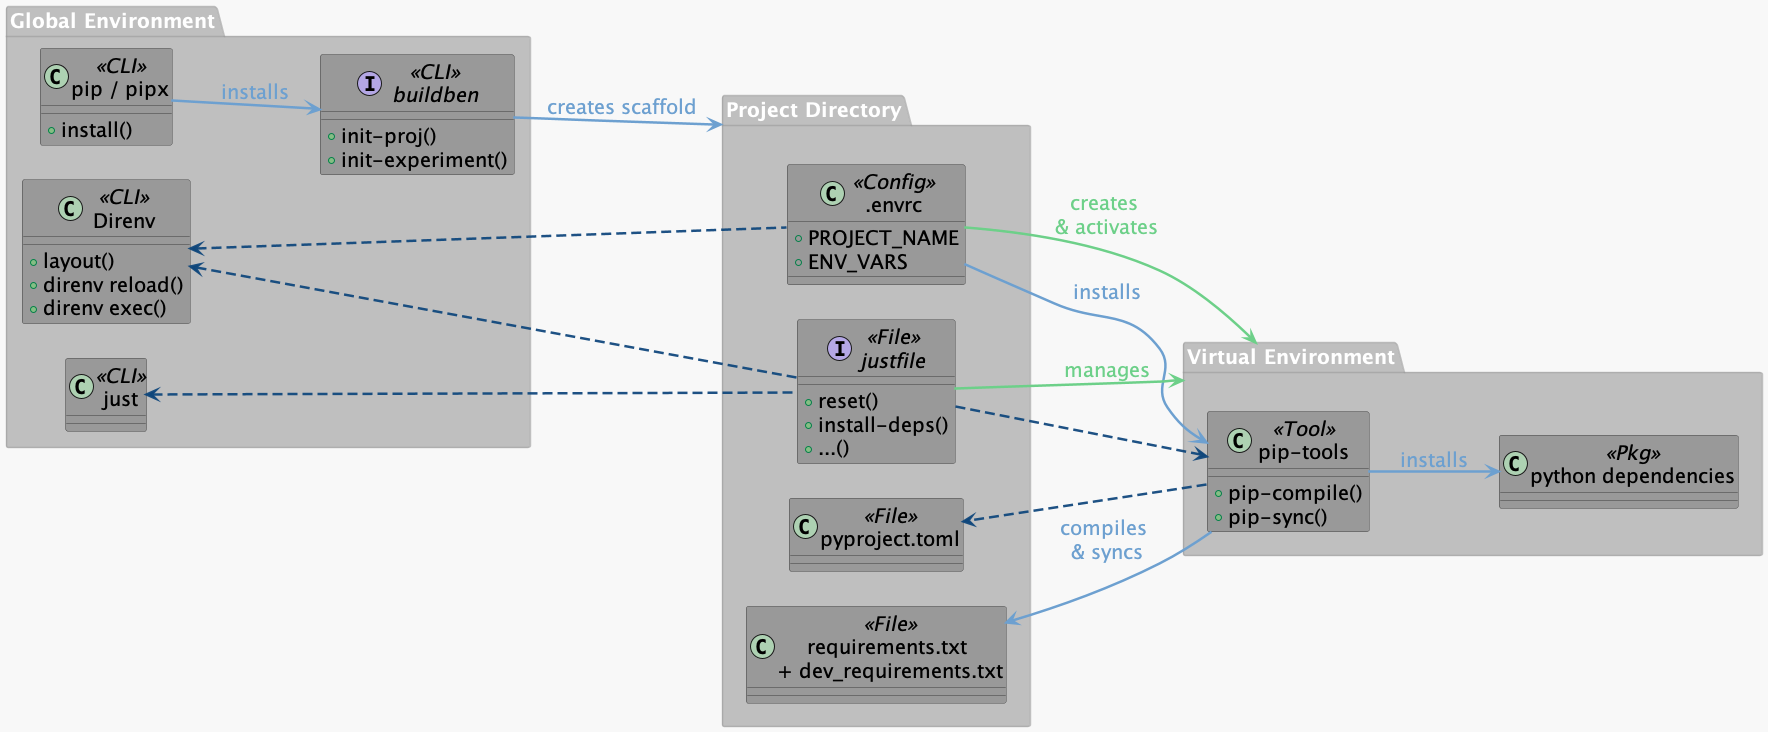 Global Environment
C
«CLI»
pip / pipx
install()
installs
I
«CLI»
buildben
init-proj()
init-experiment()
creates scaffold
C
«CLI»
Direnv
layout()
direnv reload()
direnv exec()
C
«CLI»
just
Project Directory
C
«Config»
.envrc
PROJECT_NAME
ENV_VARS
I
«File»
justfile
reset()
install-deps()
...()
C
«File»
pyproject.toml
C
«File»
requirements.txt
+ dev_requirements.txt
creates
& activates
installs
manages
compiles
& syncs
Virtual Environment
C
«Tool»
pip-tools
pip-compile()
pip-sync()
installs
C
«Pkg»
python dependencies